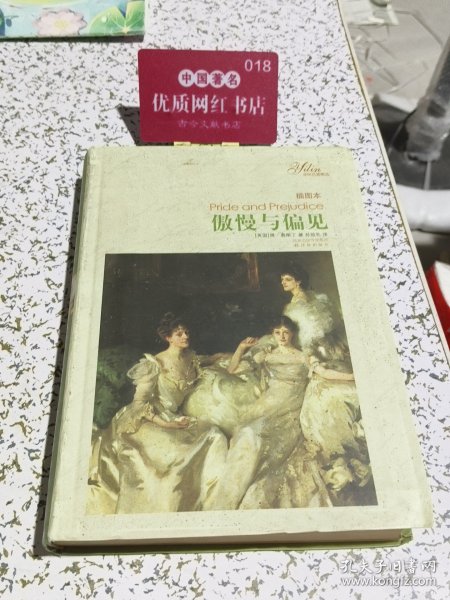 018
中国著名
优质网红书店
古今文献书店
Yilin
插图本
Pride and Prejudice
傲慢与偏见
孔夫子旧书网
www.kongfz.com